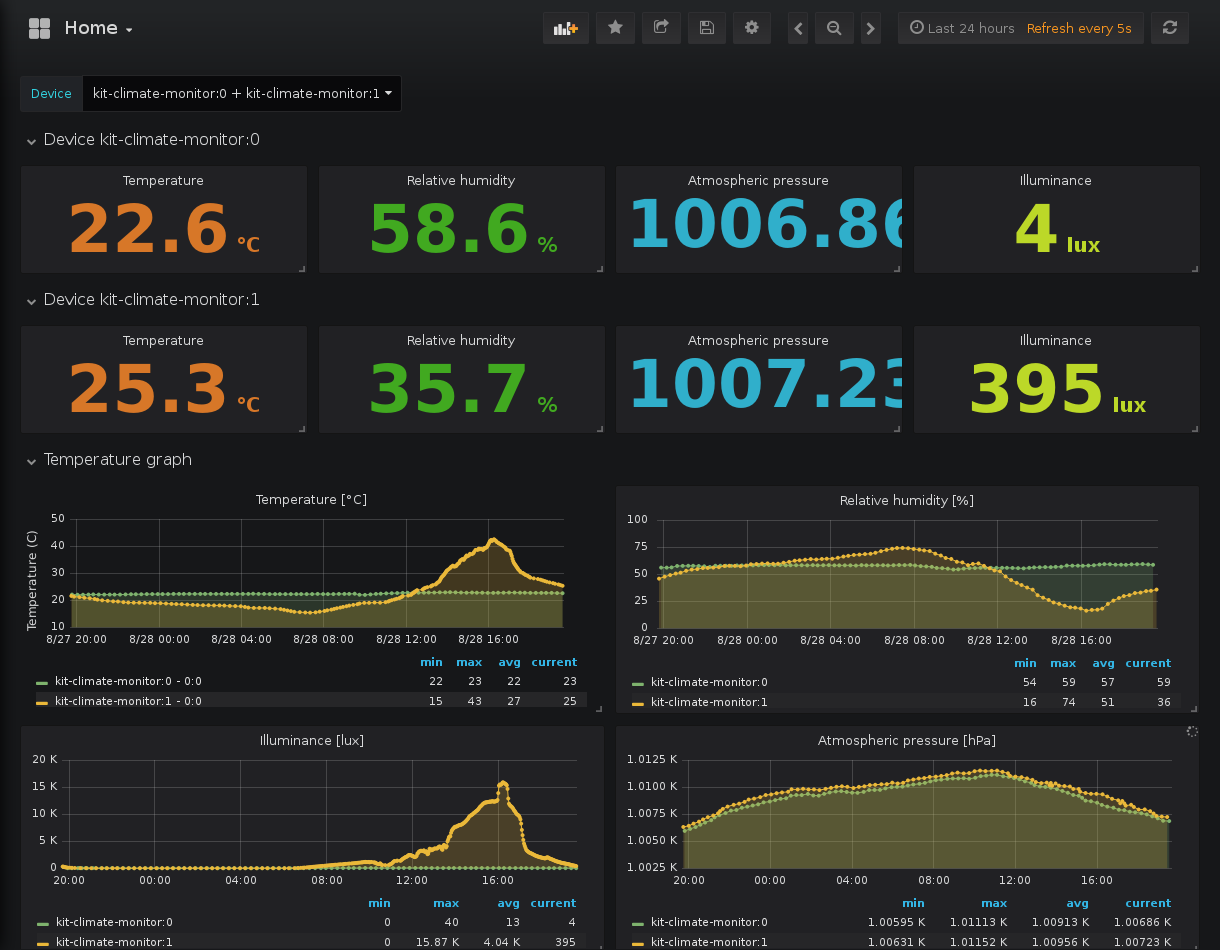 Home
Last 24 hours Refresh every 5s
Device kit-climate-monitor:0 + kit-climate-monitor:1
Device kit-climate-monitor:0
Temperature Relative humidity Atmospheric pressure Illuminance
22.6 °C 58.6 % 1006.86 4 lux
Device kit-climate-monitor:1
Temperature Relative humidity Atmospheric pressure Illuminance
25.3 °C 35.7 % 1007.23 395 lux
Temperature graph
Temperature [°C]
Temperature (C)
50
40
30
20
10
8/27 20:00 8/28 00:00 8/28 04:00 8/28 08:00 8/28 12:00 8/28 16:00
min max avg current
kit-climate-monitor:0 - 0:0 22 23 22 23
kit-climate-monitor:1 - 0:0 15 43 27 25
Relative humidity [%]
100
75
50
25
0
8/27 20:00 8/28 00:00 8/28 04:00 8/28 08:00 8/28 12:00 8/28 16:00
min max avg current
kit-climate-monitor:0 54 59 57 59
kit-climate-monitor:1 16 74 51 36
Illuminance [lux]
20 K
15 K
10 K
5 K
0
20:00 00:00 04:00 08:00 12:00 16:00
min max avg current
kit-climate-monitor:0 0 40 13 4
kit-climate-monitor:1 0 15.87 K 4.04 K 395
Atmospheric pressure [hPa]
1.0125 K
1.0100 K
1.0075 K
1.0050 K
1.0025 K
20:00 00:00 04:00 08:00 12:00 16:00
min max avg current
kit-climate-monitor:0 1.00595 K 1.01113 K 1.00913 K 1.00686 K
kit-climate-monitor:1 1.00631 K 1.01152 K 1.00956 K 1.00723 K